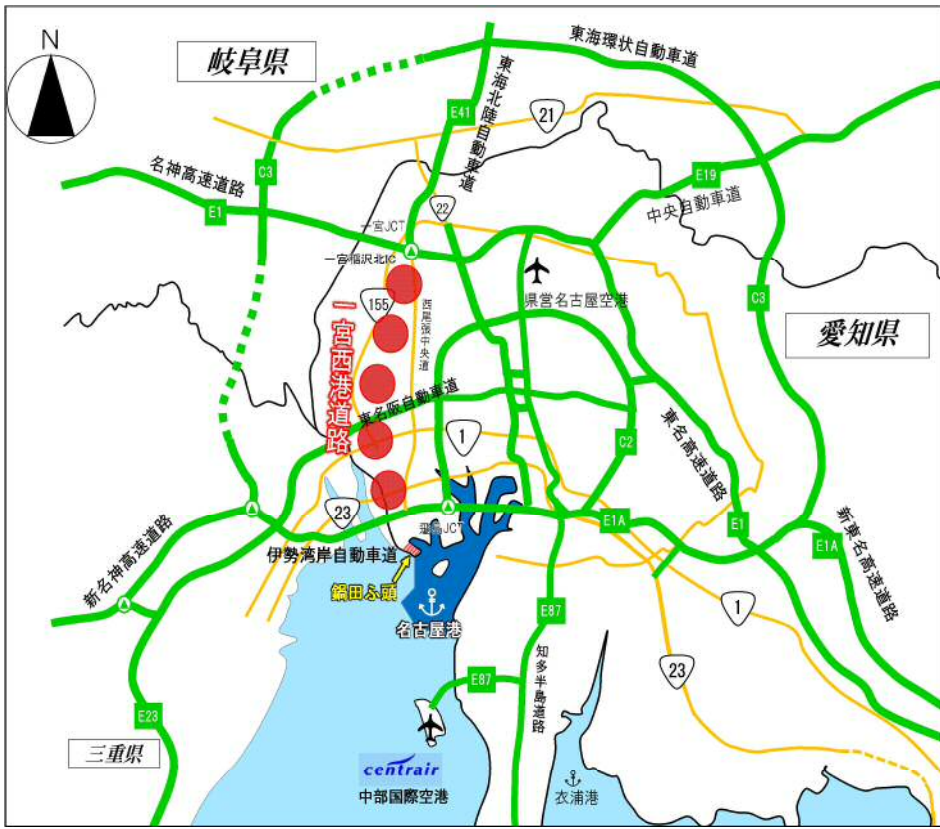 N
岐阜県
東海環状自動車道
東海北陸自動車道
E41
21
名神高速道路
C3
E19
中央自動車道
E1
22
一宮JCT
一宮稲沢北IC
県営名古屋空港
C3
155
西尾張中央道
愛知県
一宮西港道路
東名阪自動車道
1
C2
東名高速道路
23
E1A
E1
新東名高速道路
E1A
JCT
伊勢湾岸自動車道
新名神高速道路
鍋田ふ頭
名古屋港
E87
1
知多半島道路
23
E87
E23
三重県
centrair
中部国際空港
衣浦港